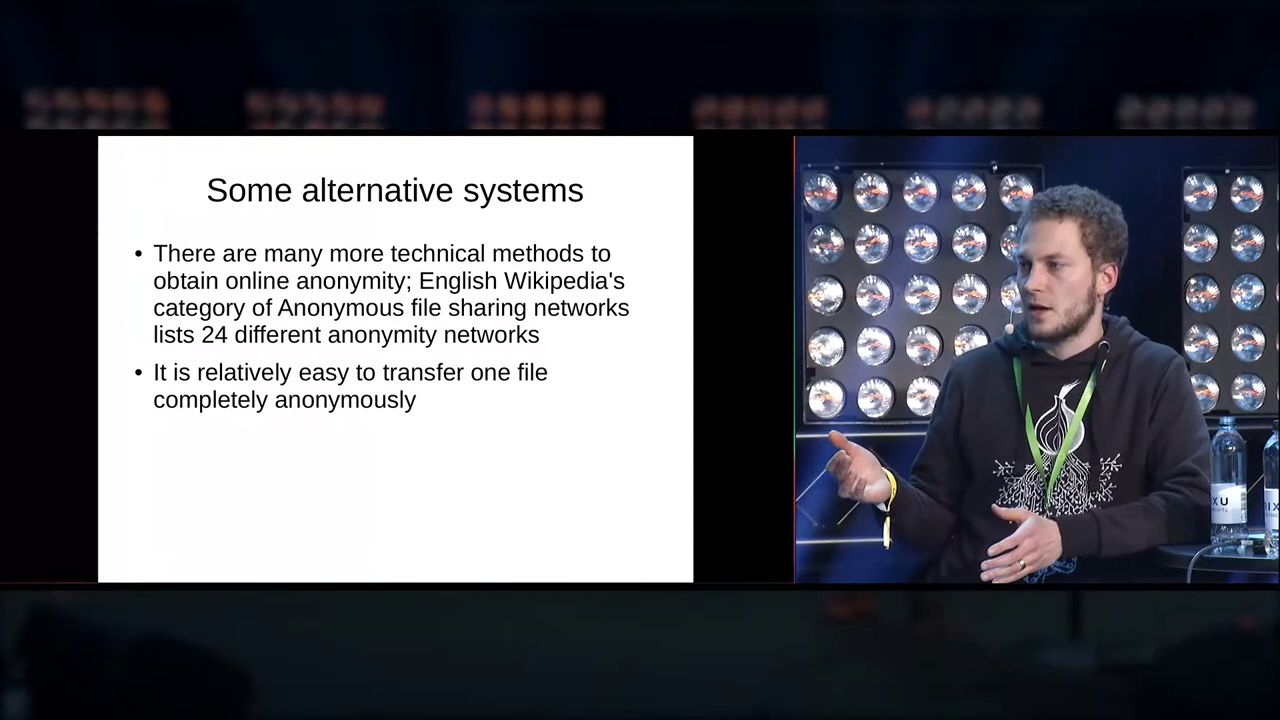 Some alternative systems
• There are many more technical methods to
obtain online anonymity; English Wikipedia's
category of Anonymous file sharing networks
lists 24 different anonymity networks
• It is relatively easy to transfer one file
completely anonymously